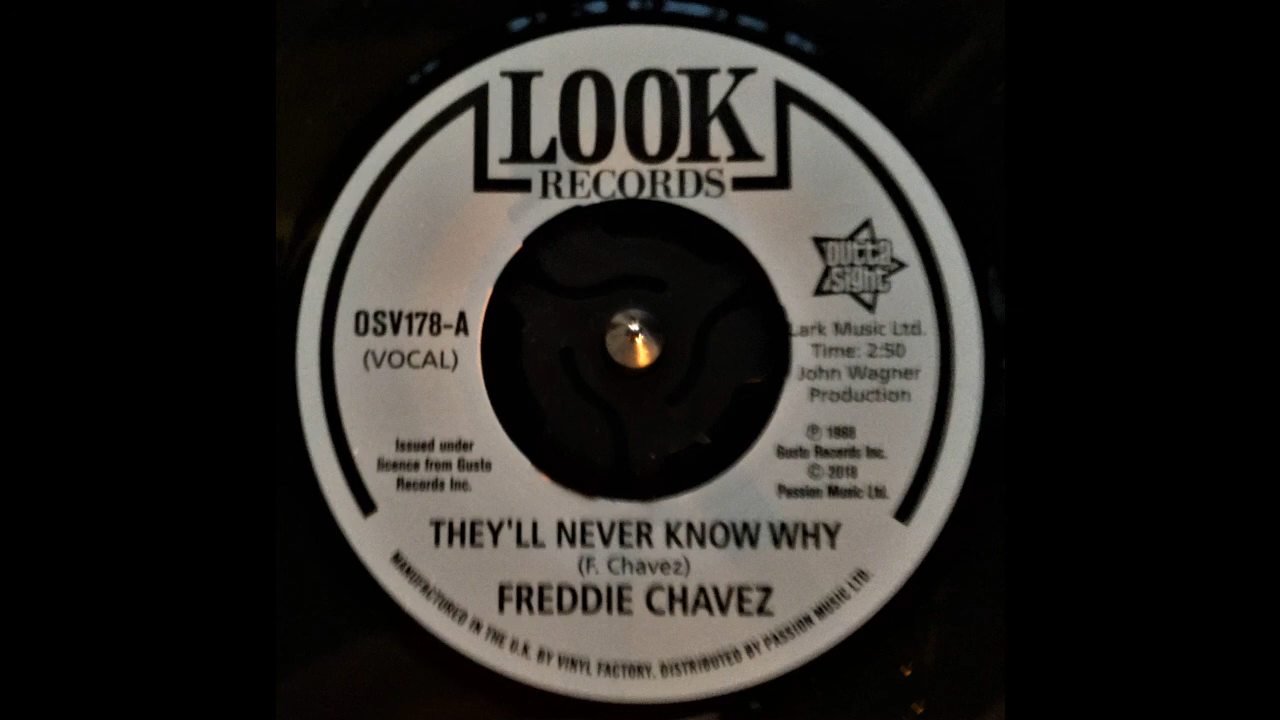 LOOK
RECORDS
outta
sight
OSV178-A
(VOCAL)
Lark Music Ltd.
Time: 2:50
John Wagner
Production
Issued under
licence from Gusto
Records Inc.
Ⓟ 1968
Gusto Records Inc.
© 2018
Passion Music Ltd.
THEY'LL NEVER KNOW WHY
(F. Chavez)
FREDDIE CHAVEZ
MANUFACTURED IN THE U.K. BY VINYL FACTORY. DISTRIBUTED BY PASSION MUSIC LTD.